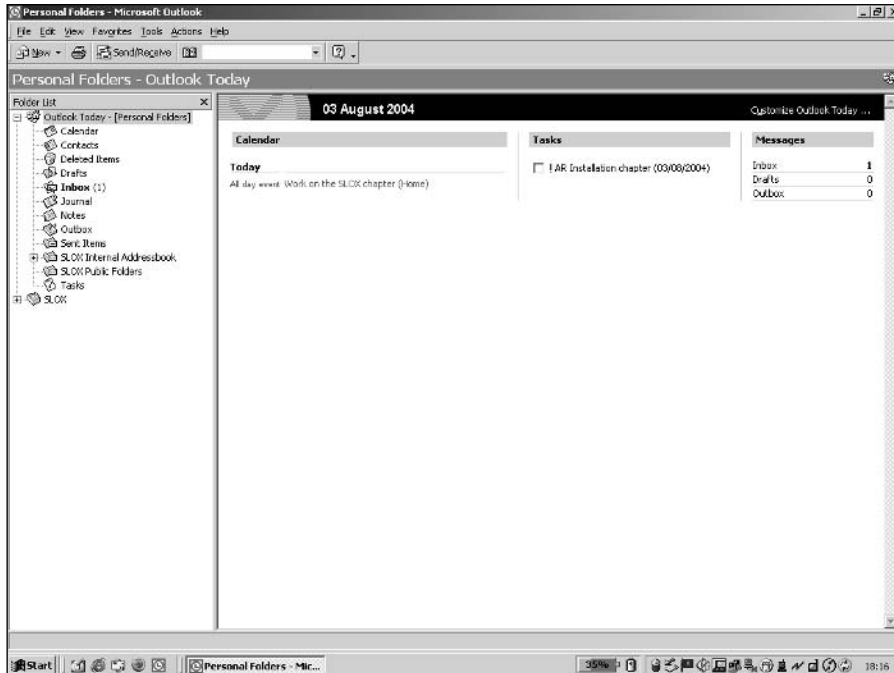 Personal Folders - Microsoft Outlook
File Edit View Favorites Tools Actions Help
New Send/Receive
Personal Folders - Outlook Today
Folder List
Outlook Today - [Personal Folders]
Calendar
Contacts
Deleted Items
Drafts
Inbox (1)
Journal
Notes
Outbox
Sent Items
SLOX Internal Addressbook
SLOX Public Folders
Tasks
SLOX
03 August 2004
Customize Outlook Today ...
Calendar
Today
All day event Work on the SLOX chapter (Home)
Tasks
! AR Installation chapter (03/08/2004)
Messages
Inbox 1
Drafts 0
Outbox 0
Start
Personal Folders - Mic...
35%
18:16